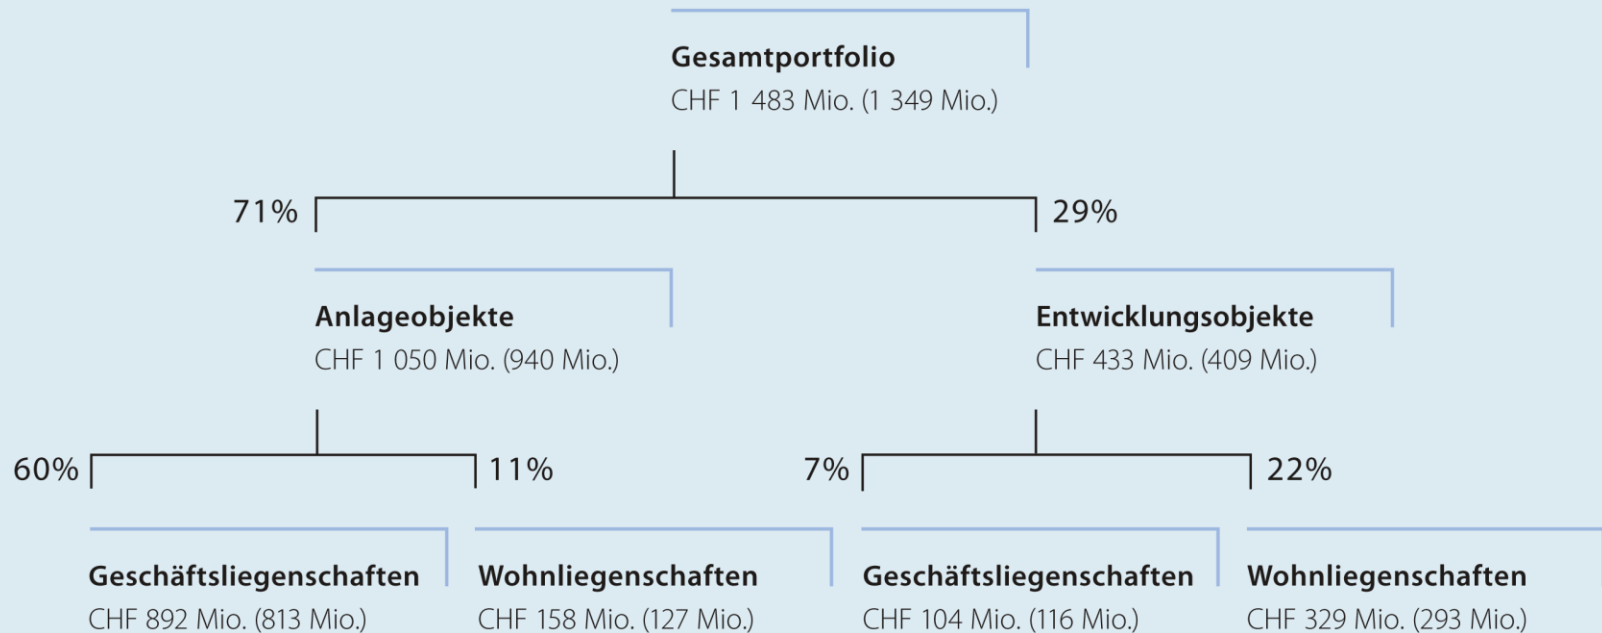 Gesamtportfolio
CHF 1 483 Mio. (1 349 Mio.)
71%
29%
Anlageobjekte
CHF 1 050 Mio. (940 Mio.)
Entwicklungsobjekte
CHF 433 Mio. (409 Mio.)
60%
11%
7%
22%
Geschäftsliegenschaften
CHF 892 Mio. (813 Mio.)
Wohnliegenschaften
CHF 158 Mio. (127 Mio.)
Geschäftsliegenschaften
CHF 104 Mio. (116 Mio.)
Wohnliegenschaften
CHF 329 Mio. (293 Mio.)